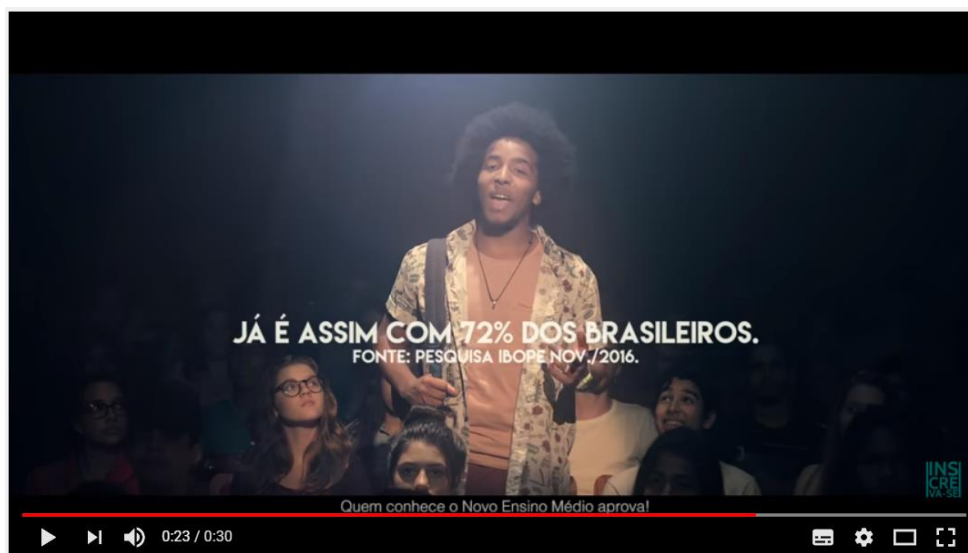 JÁ É ASSIM COM 72% DOS BRASILEIROS.
FONTE: PESQUISA IBOPE NOV./2016.
INS
CRE
VA-SE
Quem conhece o Novo Ensino Médio aprova!
0:23 / 0:30